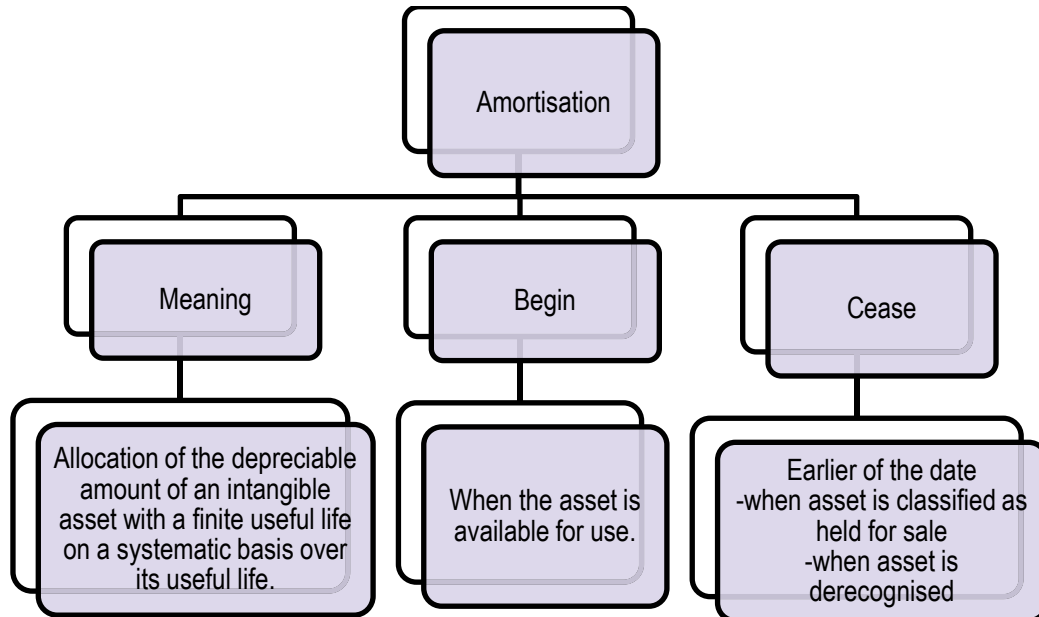 Amortisation
Meaning
Begin
Cease
Allocation of the depreciable
amount of an intangible
asset with a finite useful life
on a systematic basis over
its useful life.
When the asset is
available for use.
Earlier of the date
-when asset is classified as
held for sale
-when asset is
derecognised